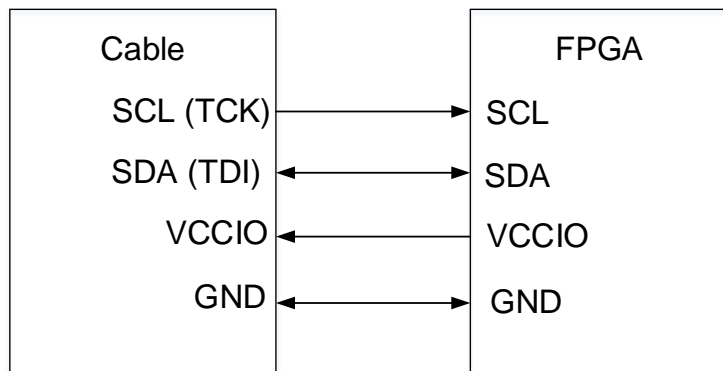 Cable
FPGA
SCL (TCK)
SCL
SDA (TDI)
SDA
VCCIO
VCCIO
GND
GND